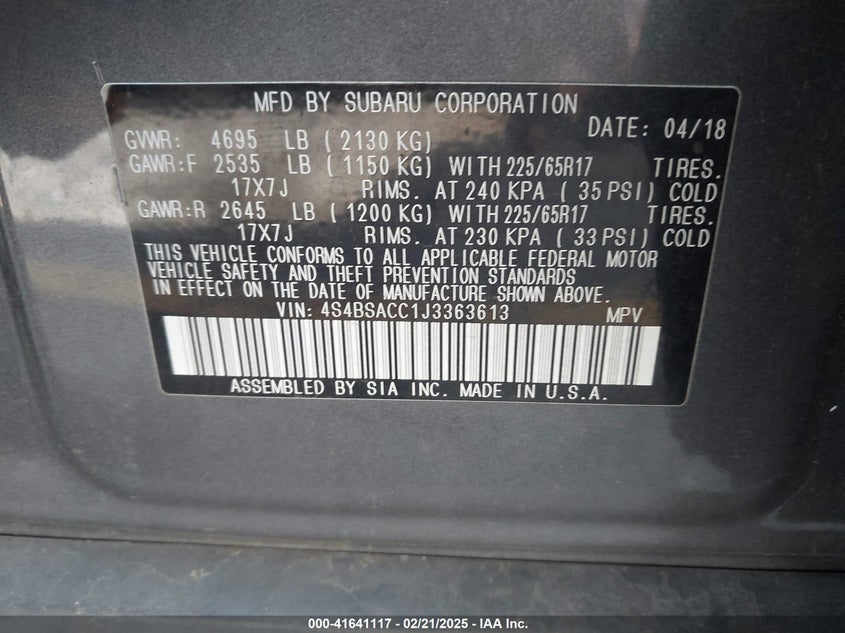 MFD BY SUBARU CORPORATION
DATE: 04/18
GVWR: 4695 LB ( 2130 KG)
GAWR:F 2535 LB ( 1150 KG) WITH 225/65R17 TIRES.
17X7J RIMS. AT 240 KPA ( 35 PSI) COLD
GAWR:R 2645 LB ( 1200 KG) WITH 225/65R17 TIRES.
17X7J RIMS. AT 230 KPA ( 33 PSI) COLD
THIS VEHICLE CONFORMS TO ALL APPLICABLE FEDERAL MOTOR
VEHICLE SAFETY AND THEFT PREVENTION STANDARDS
IN EFFECT ON THE DATE OF MANUFACTURE SHOWN ABOVE.
VIN: 4S4BSACC1J3363613 MPV
ASSEMBLED BY SIA INC. MADE IN U.S.A.
000-41641117 - 02/21/2025 - IAA Inc.